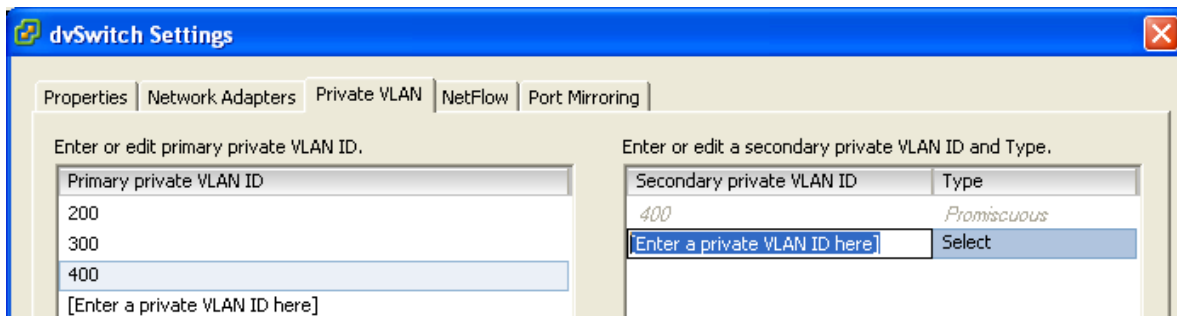 dvSwitch Settings
Properties Network Adapters Private VLAN NetFlow Port Mirroring
Enter or edit primary private VLAN ID.
Primary private VLAN ID
200
300
400
[Enter a private VLAN ID here]
Enter or edit a secondary private VLAN ID and Type.
Secondary private VLAN ID Type
400 Promiscuous
[Enter a private VLAN ID here] Select